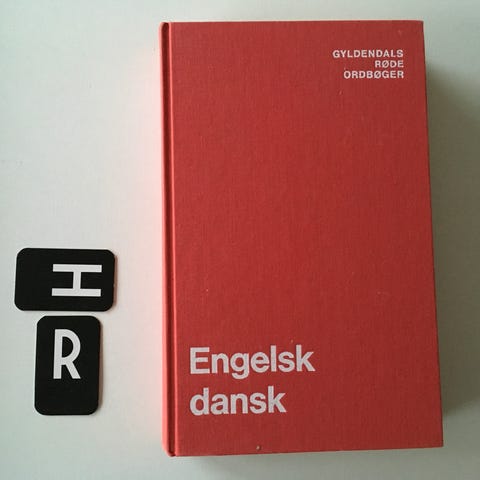 GYLDENDALS
RØDE
ORDBØGER
Engelsk
dansk
H
R